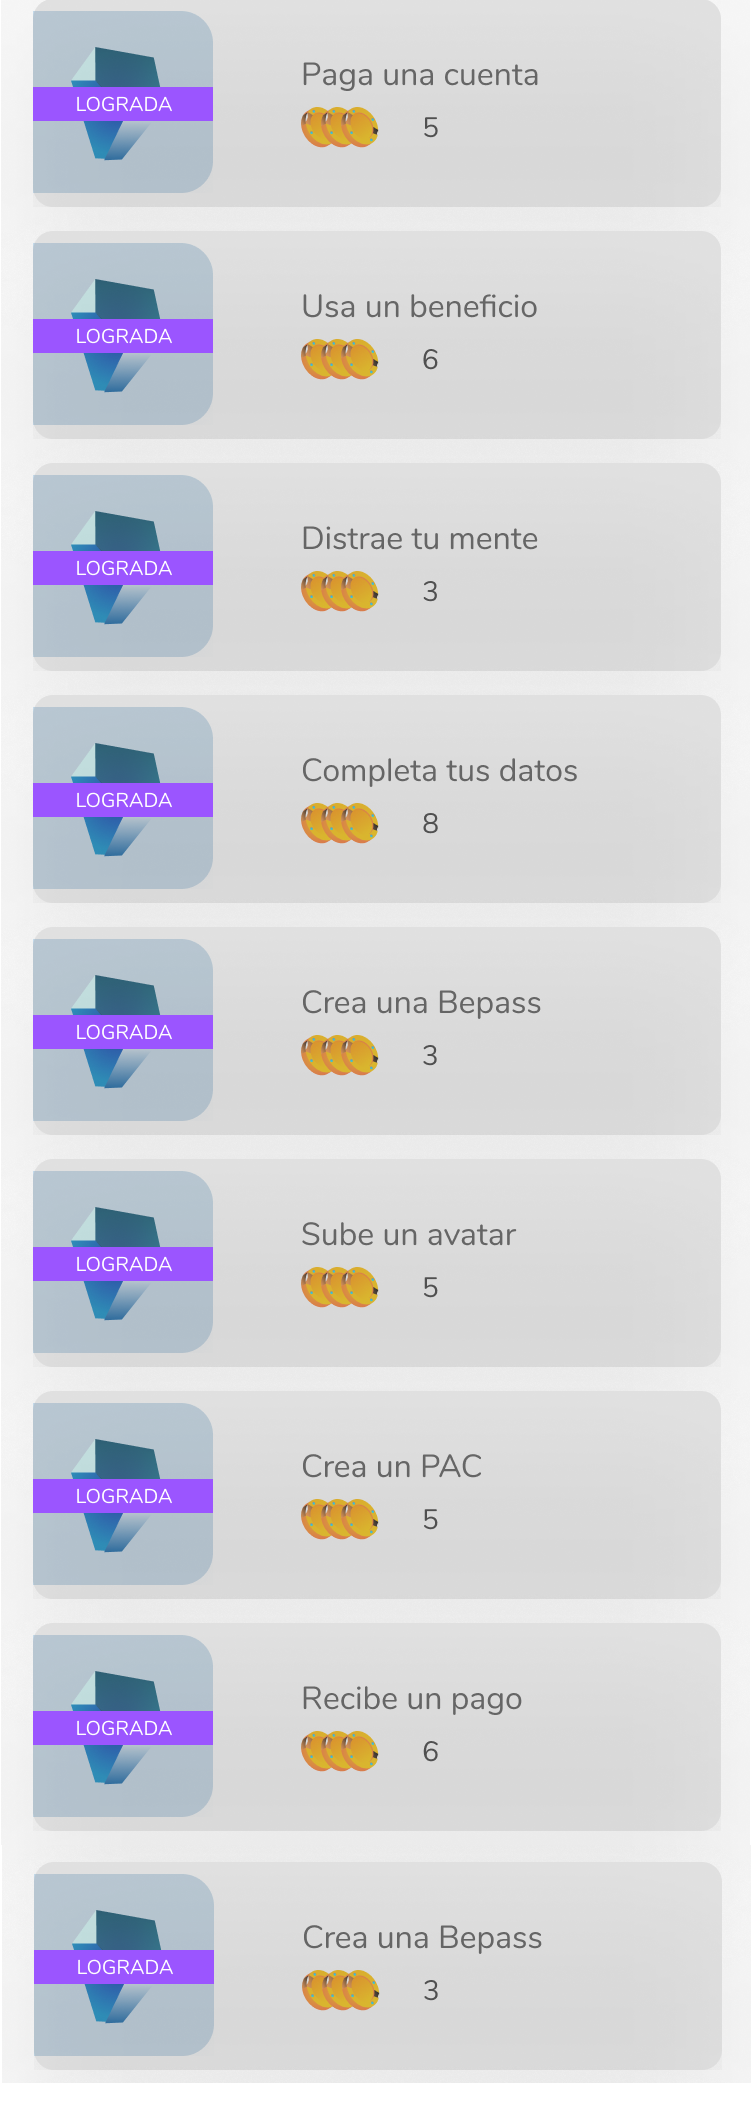 Paga una cuenta
LOGRADA
5
Usa un beneficio
LOGRADA
6
Distrae tu mente
LOGRADA
3
Completa tus datos
LOGRADA
8
Crea una Bepass
LOGRADA
3
Sube un avatar
LOGRADA
5
Crea un PAC
LOGRADA
5
Recibe un pago
LOGRADA
6
Crea una Bepass
LOGRADA
3